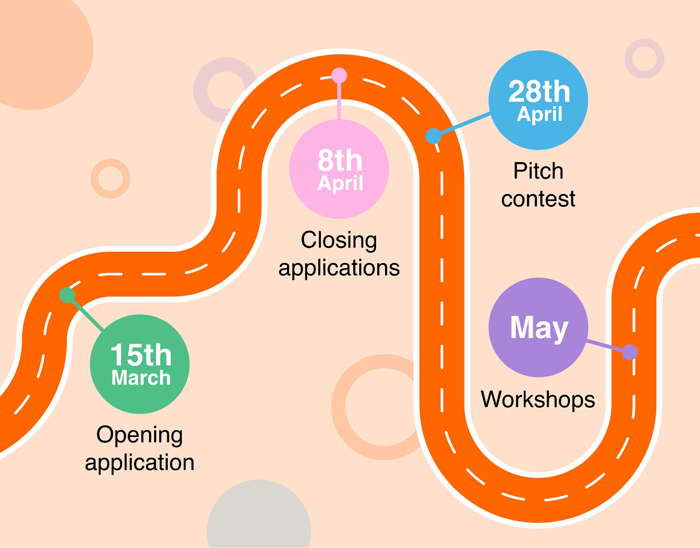 15th
March
Opening
application
8th
April
Closing
applications
28th
April
Pitch
contest
May
Workshops